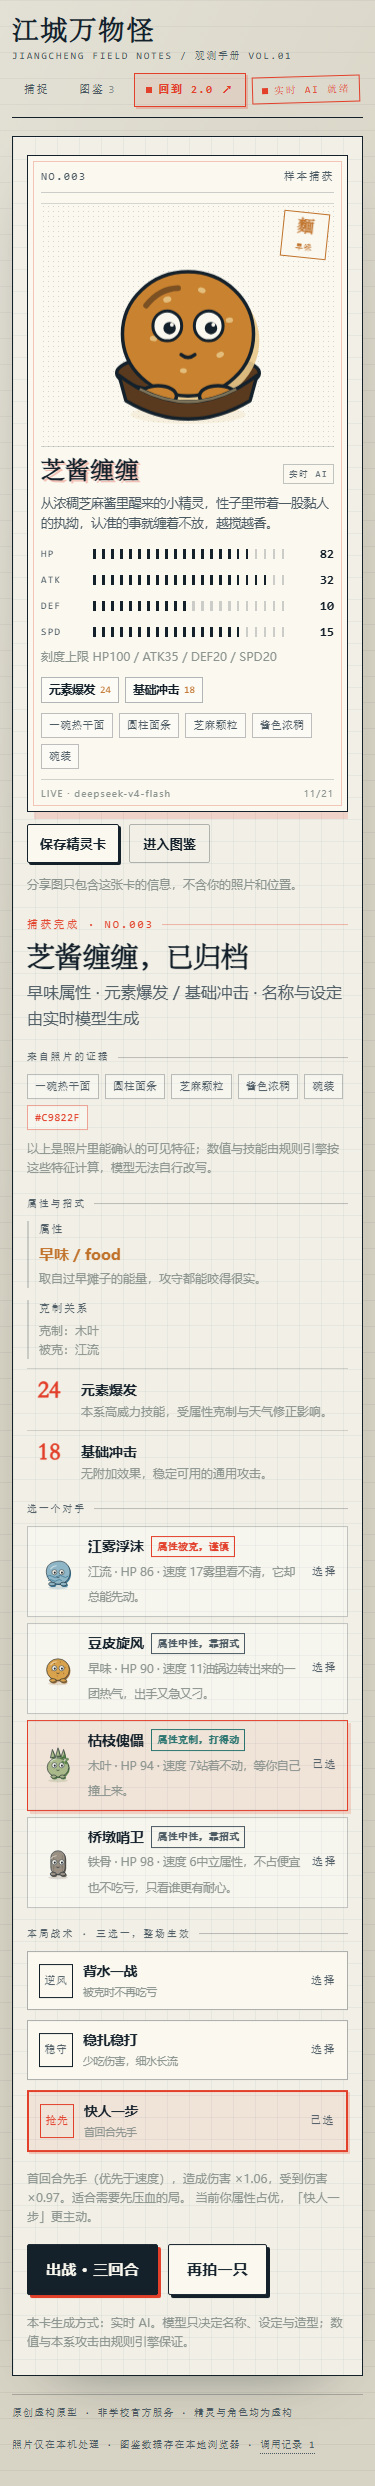 江城万物怪
JIANGCHENG FIELD NOTES / 观测手册 VOL.01
捕捉
图鉴 3
回到 2.0 ↗
实时 AI 就绪
NO.003
样本捕获
麵
早味
芝酱缠缠
实时 AI
从浓稠芝麻酱里醒来的小精灵，性子里带着一股黏人
的执拗，认准的事就缠着不放，越搅越香。
HP 82
ATK 32
DEF 10
SPD 15
刻度上限 HP100 / ATK35 / DEF20 / SPD20
元素爆发 24
基础冲击 18
一碗热干面
圆柱面条
芝麻颗粒
酱色浓稠
碗装
LIVE · deepseek-v4-flash
11/21
保存精灵卡
进入图鉴
分享图只包含这张卡的信息，不含你的照片和位置。
捕获完成 · NO.003
芝酱缠缠，已归档
早味属性 · 元素爆发 / 基础冲击 · 名称与设定
由实时模型生成
来自照片的证据
一碗热干面
圆柱面条
芝麻颗粒
酱色浓稠
碗装
#C9822F
以上是照片里能确认的可见特征；数值与技能由规则引擎按
这些特征计算，模型无法自行改写。
属性与招式
属性
早味 / food
取自过早摊子的能量，攻守都能咬得很实。
克制关系
克制：木叶
被克：江流
24 元素爆发
本系高威力技能，受属性克制与天气修正影响。
18 基础冲击
无附加效果，稳定可用的通用攻击。
选一个对手
江雾浮沫 属性被克，谨慎
江流 · HP 86 · 速度 17雾里看不清，它却
总能先动。
选择
豆皮旋风 属性中性，靠招式
早味 · HP 90 · 速度 11油锅边转出来的一
团热气，出手又急又刁。
选择
枯枝傀儡 属性克制，打得动
木叶 · HP 94 · 速度 7站着不动，等你自己
撞上来。
已选
桥墩哨卫 属性中性，靠招式
铁骨 · HP 98 · 速度 6中立属性，不占便宜
也不吃亏，只看谁更有耐心。
选择
本局战术 · 三选一，整场生效
逆风
背水一战
被克时不再吃亏
选择
稳守
稳扎稳打
少吃伤害，细水长流
选择
抢先
快人一步
首回合先手
已选
首回合先手（优先于速度），造成伤害 ×1.06，受到伤害
×0.97。适合需要先压血的局。 当前你属性占优，「快人一
步」更主动。
出战 · 三回合
再拍一只
本卡生成方式：实时 AI。模型只决定名称、设定与造型；数
值与本系攻击由规则引擎保证。
原创虚构原型 · 非学校官方服务 · 精灵与角色均为虚构
照片仅在本机处理 · 图鉴数据存在本地浏览器 · 调用记录 1